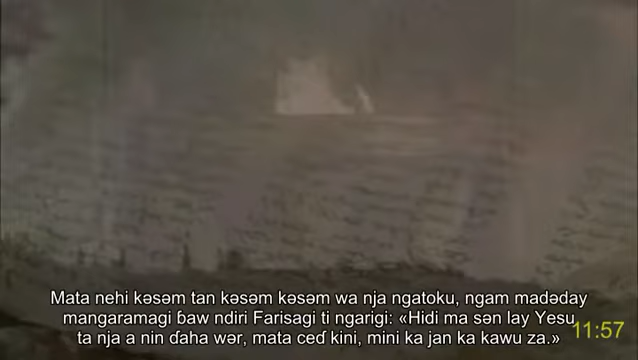 Mata nehi kəsəm tan kəsəm kəsəm wa nja ngatoku, ngam madəday
mangaramagi ɓaw ndiri Farisagi ti ngarigi: «Hidi ma sən lay Yesu
ta nja a nin ɗaha wər, mata ceɗ kini, mini ka jan ka kawu za.»
11:57